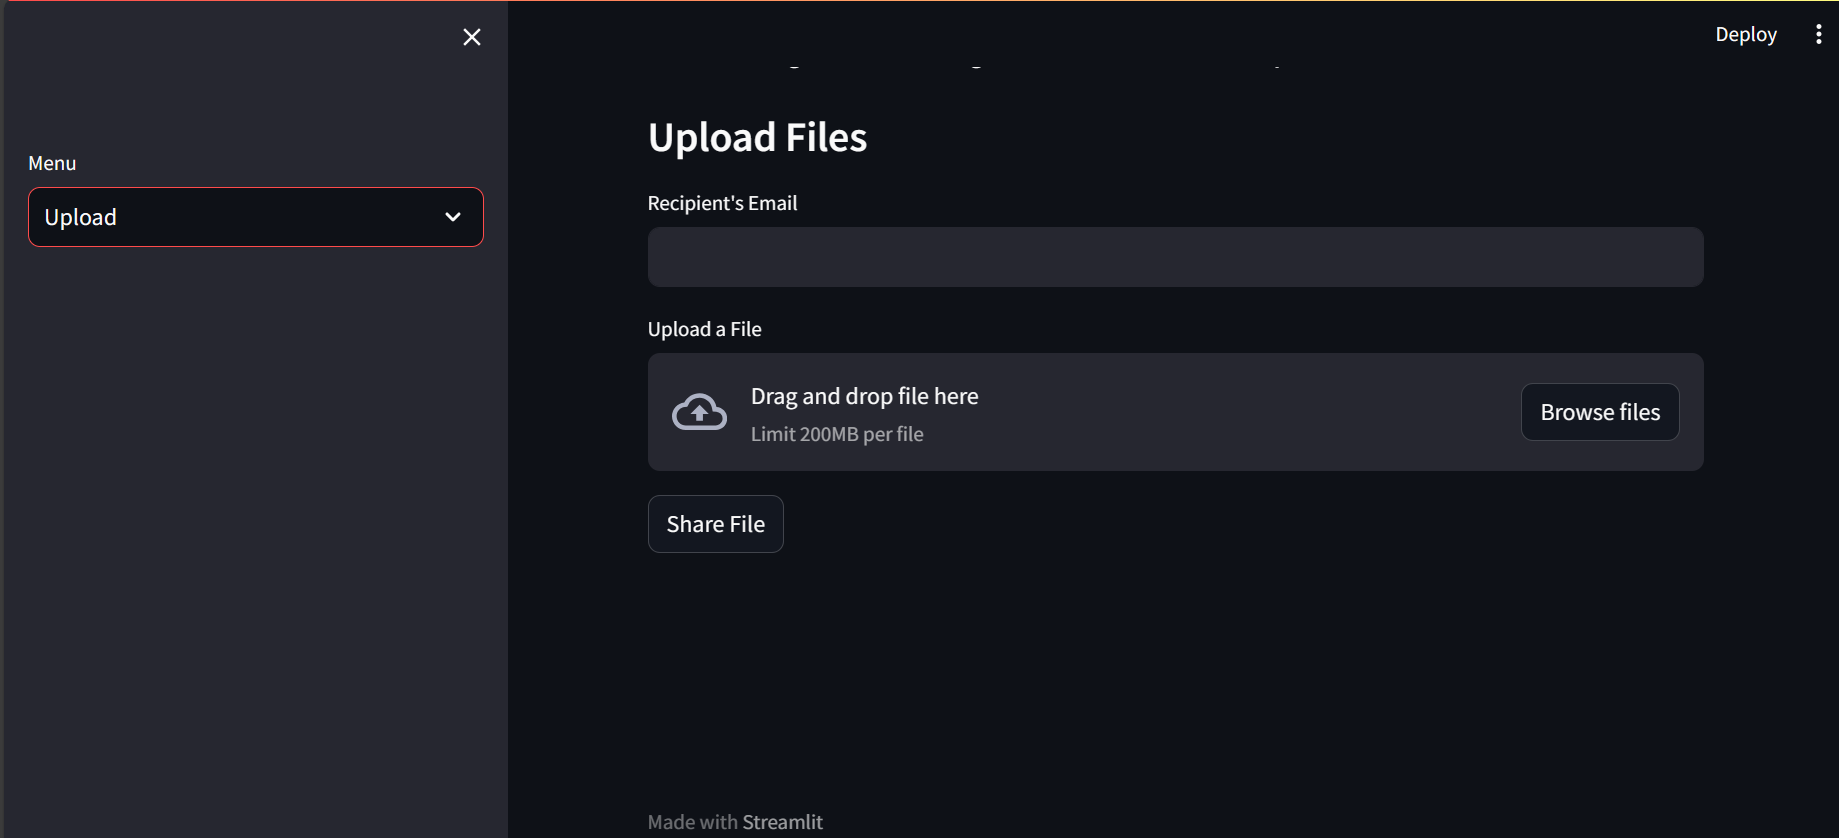 Deploy
Menu
Upload
Upload Files
Recipient's Email
Upload a File
Drag and drop file here
Limit 200MB per file
Browse files
Share File
Made with Streamlit